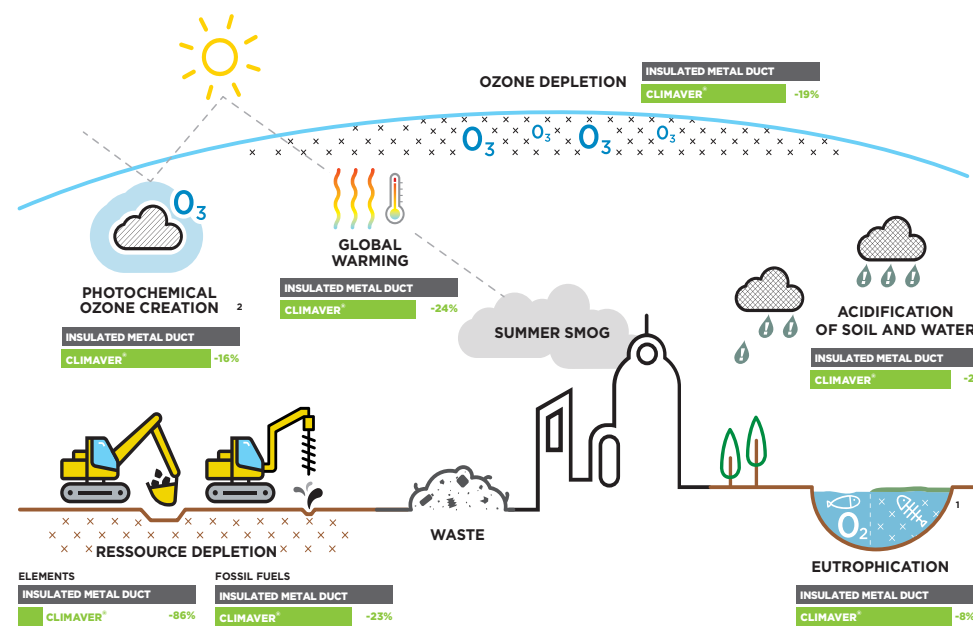 OZONE DEPLETION
INSULATED METAL DUCT
CLIMAVER® -19%
O3 O3 O3 O3
O3
PHOTOCHEMICAL
OZONE CREATION 2
INSULATED METAL DUCT
CLIMAVER® -16%
GLOBAL
WARMING
INSULATED METAL DUCT
CLIMAVER® -24%
SUMMER SMOG
ACIDIFICATION
OF SOIL AND WATER
INSULATED METAL DUCT
CLIMAVER®
WASTE
RESSOURCE DEPLETION
ELEMENTS
INSULATED METAL DUCT
CLIMAVER® -86%
FOSSIL FUELS
INSULATED METAL DUCT
CLIMAVER® -23%
O2
1
EUTROPHICATION
INSULATED METAL DUCT
CLIMAVER® -8%